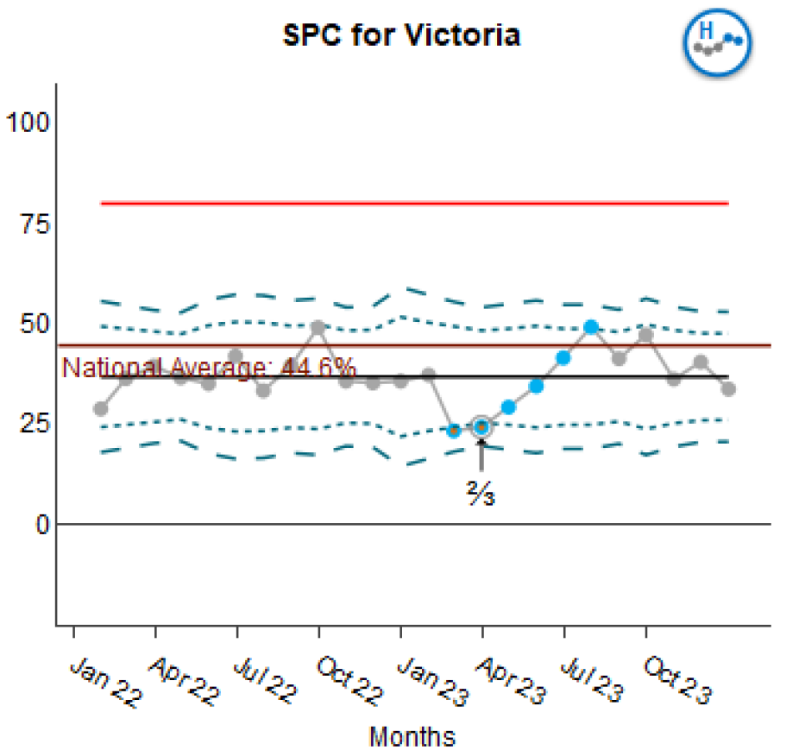 SPC for Victoria
H
100
75
50
National Average: 44.6%
25
⅔
0
Jan 22
Apr 22
Jul 22
Oct 22
Jan 23
Apr 23
Jul 23
Oct 23
Months